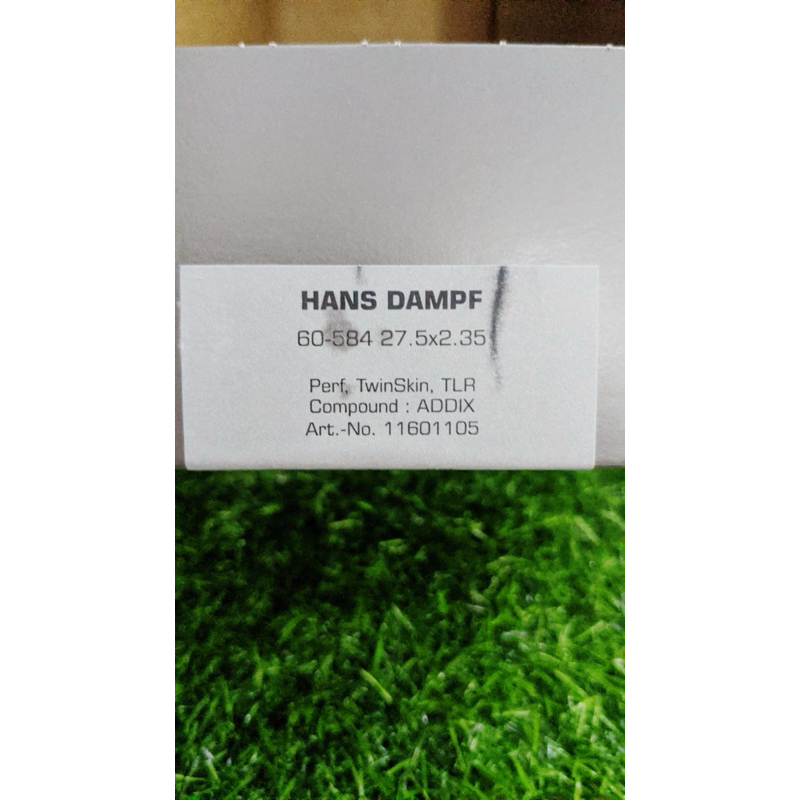 HANS DAMPF
60-584 27.5x2.35
Perf, TwinSkin, TLR
Compound : ADDIX
Art.-No. 11601105